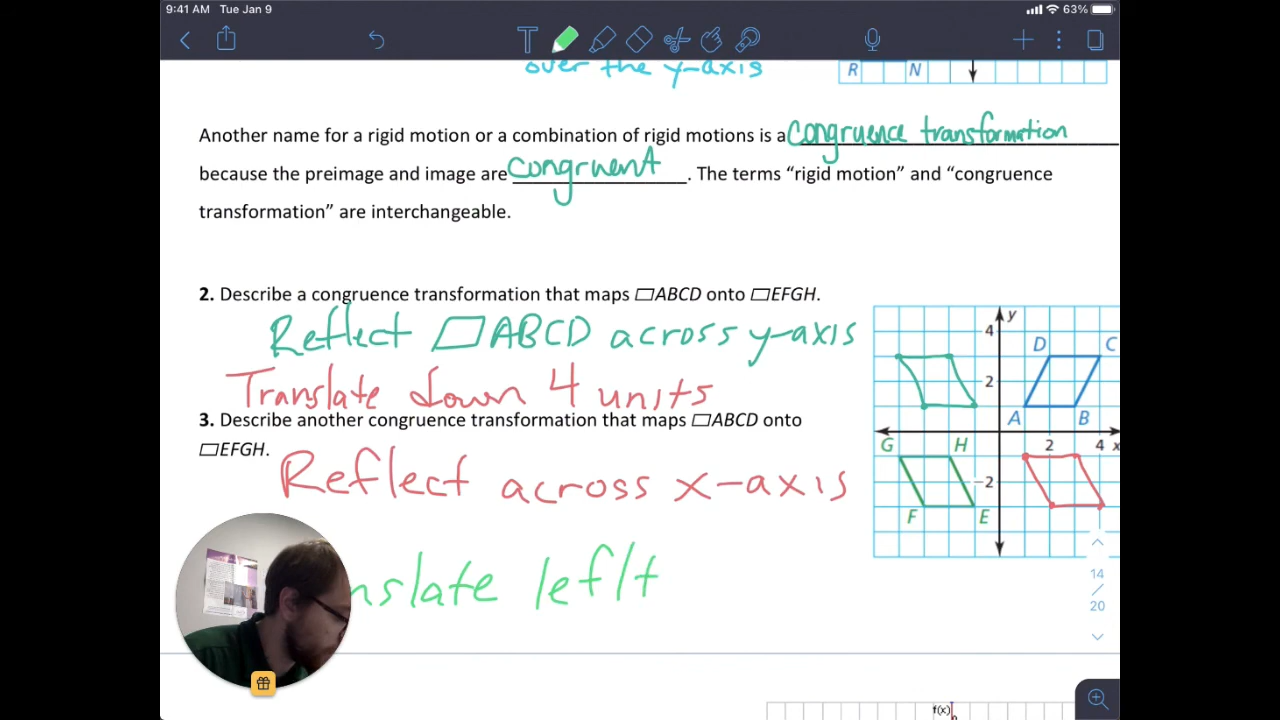 9:41 AM Tue Jan 9
63%
over the y-axis
R N
Another name for a rigid motion or a combination of rigid motions is a congruence transformation
because the preimage and image are congruent. The terms “rigid motion” and “congruence
transformation” are interchangeable.
2. Describe a congruence transformation that maps ▱ABCD onto ▱EFGH.
Reflect ▱ABCD across y-axis
Translate down 4 units
3. Describe another congruence transformation that maps ▱ABCD onto
▱EFGH.
Reflect across x-axis
nslate left
y
4 D C
2
A B
G H 2 4 x
-2
F E
14
/
20
f(x)